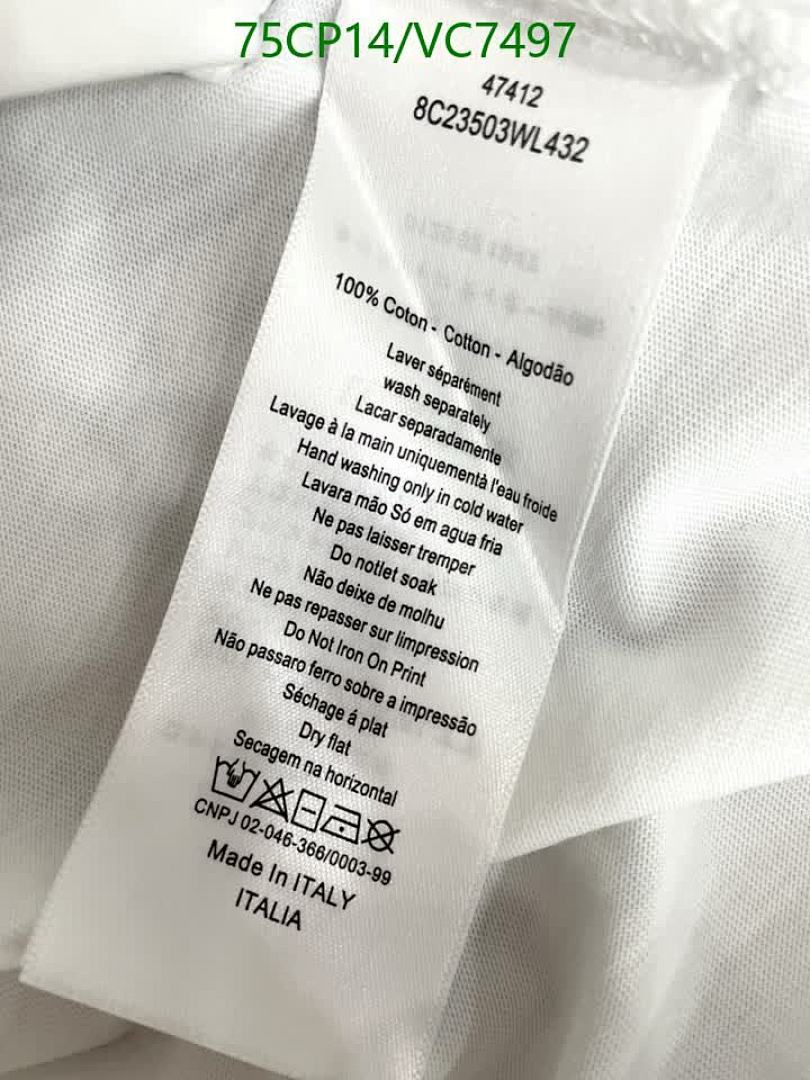 75CP14/VC7497
47412
8C23503WL432
100% Coton - Cotton - Algodão
Laver séparément
wash separately
Lacar separadamente
Lavage à la main uniquementà l'eau froide
Hand washing only in cold water
Lavara mão Só em agua fria
Ne pas laisser tremper
Do notlet soak
Não deixe de molhu
Ne pas repasser sur limpression
Do Not Iron On Print
Não passaro ferro sobre a impressão
Séchage á plat
Dry flat
Secagem na horizontal
CNPJ 02-046-366/0003-99
Made In ITALY
ITALIA